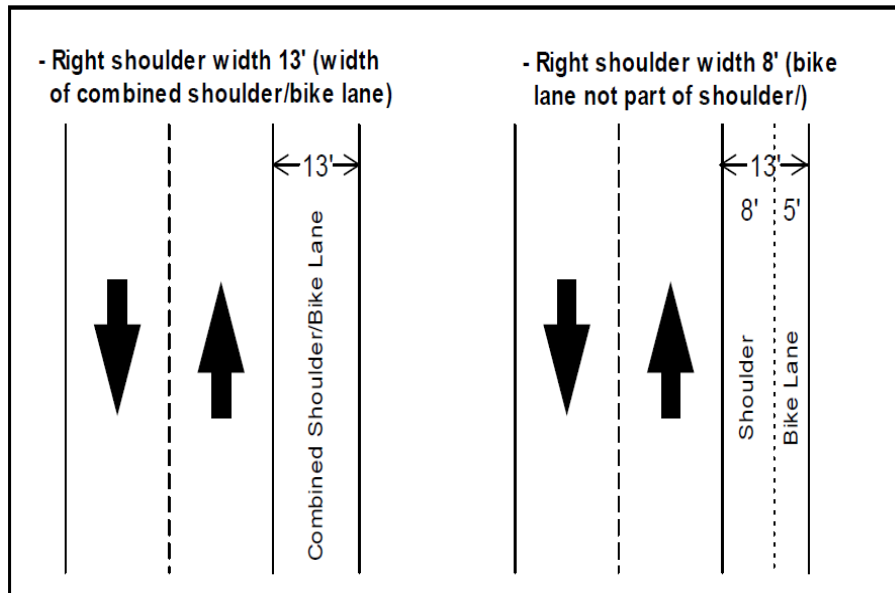 - Right shoulder width 13' (width
of combined shoulder/bike lane)
13'
Combined Shoulder/Bike Lane
- Right shoulder width 8' (bike
lane not part of shoulder/)
13'
8' 5'
Shoulder
Bike Lane